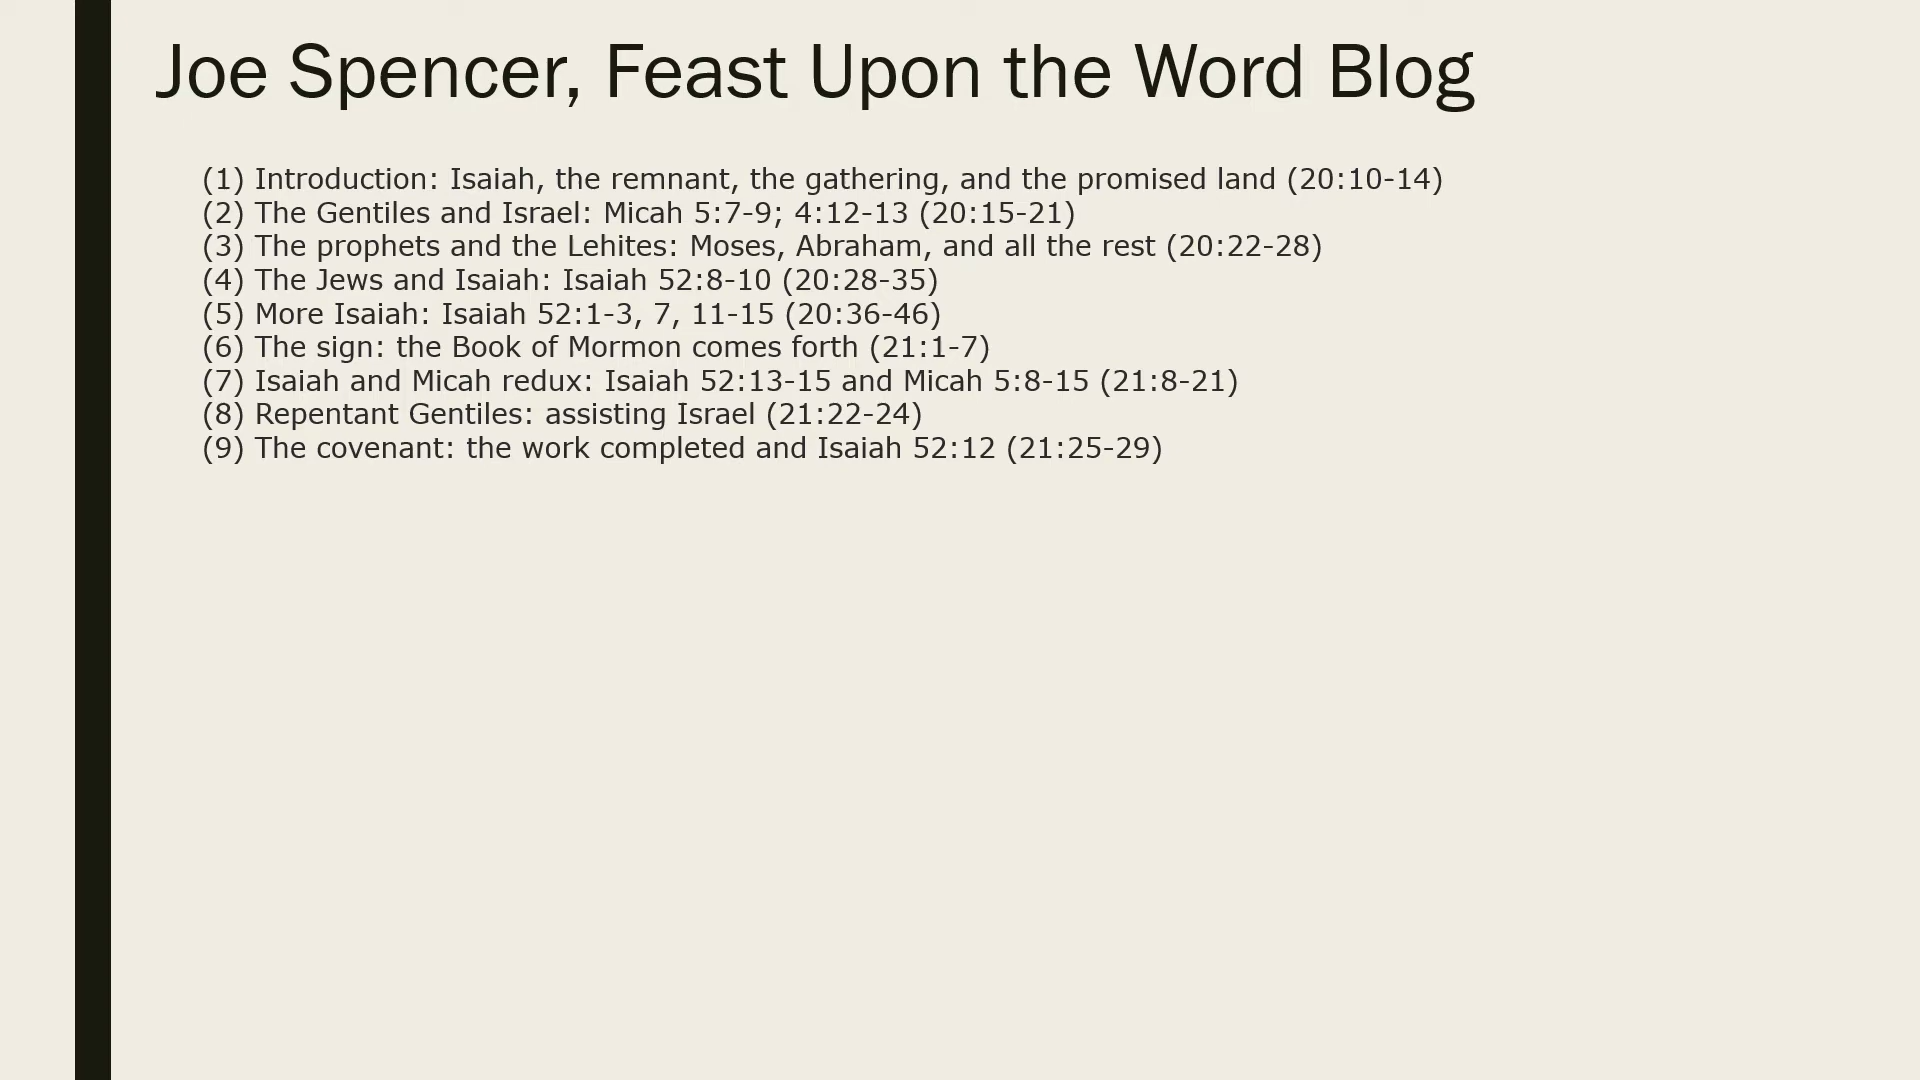 Joe Spencer, Feast Upon the Word Blog
(1) Introduction: Isaiah, the remnant, the gathering, and the promised land (20:10-14)
(2) The Gentiles and Israel: Micah 5:7-9; 4:12-13 (20:15-21)
(3) The prophets and the Lehites: Moses, Abraham, and all the rest (20:22-28)
(4) The Jews and Isaiah: Isaiah 52:8-10 (20:28-35)
(5) More Isaiah: Isaiah 52:1-3, 7, 11-15 (20:36-46)
(6) The sign: the Book of Mormon comes forth (21:1-7)
(7) Isaiah and Micah redux: Isaiah 52:13-15 and Micah 5:8-15 (21:8-21)
(8) Repentant Gentiles: assisting Israel (21:22-24)
(9) The covenant: the work completed and Isaiah 52:12 (21:25-29)